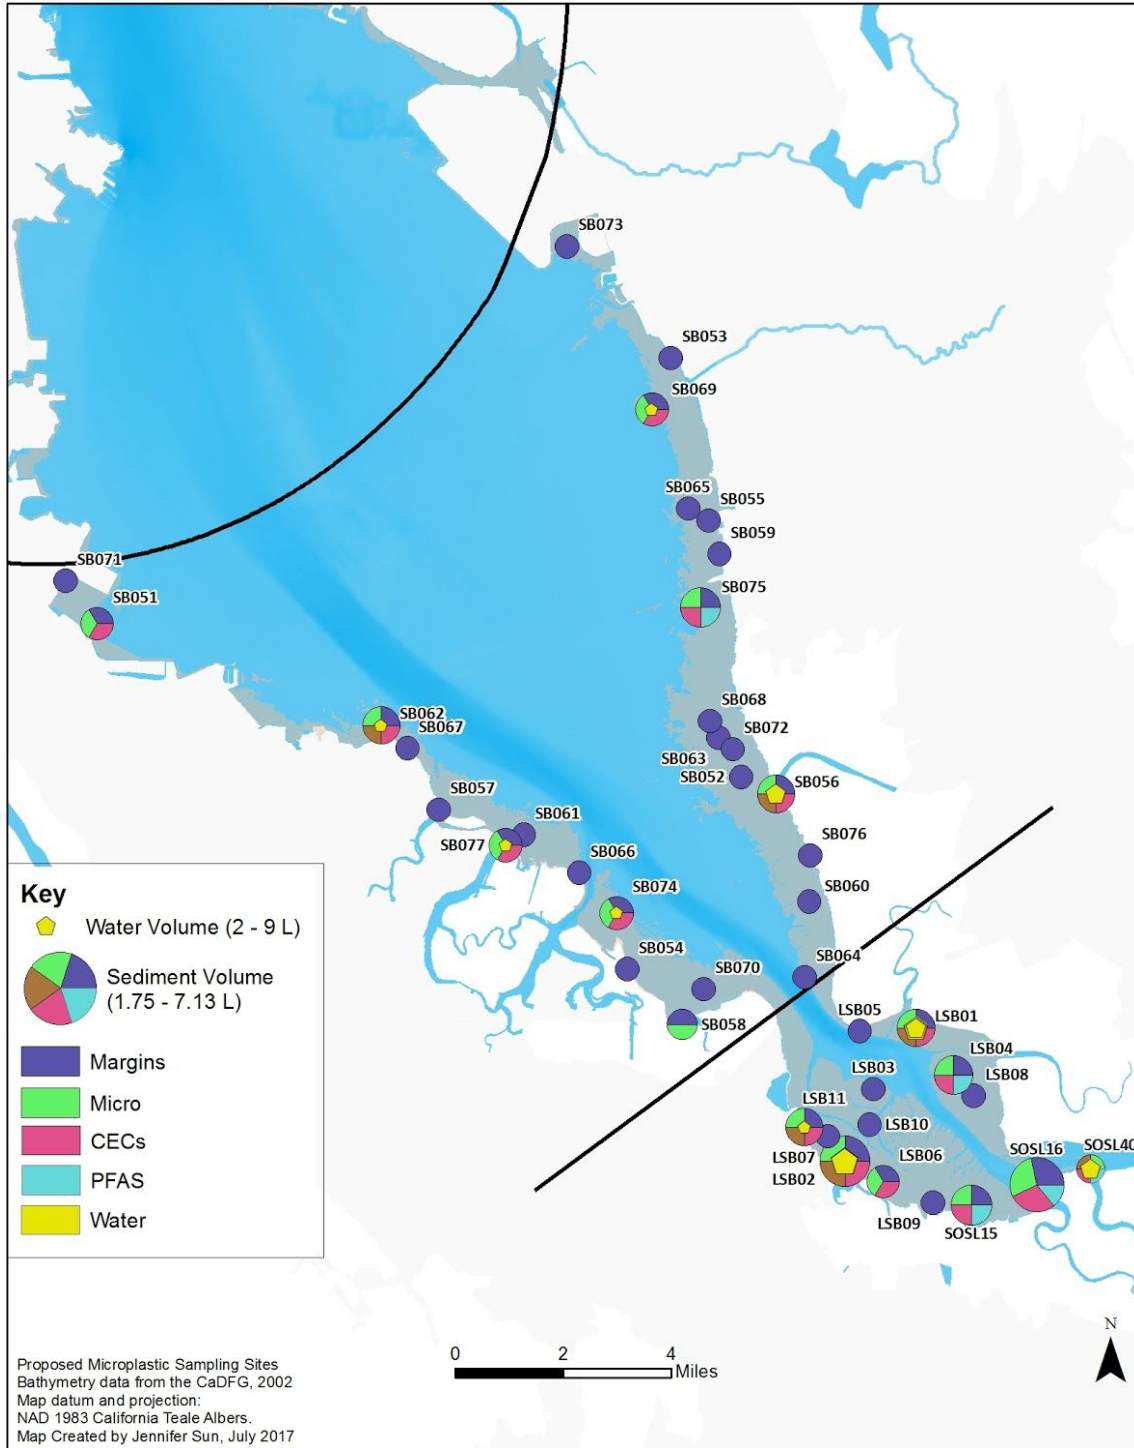 SB073
SB053
SB069
SB065
SB055
SB059
SB071
SB075
SB051
SB068
SB062
SB072
SB067
SB063
SB052
SB056
SB057
SB061
SB077
SB076
SB066
SB060
SB074
SB054
SB064
SB070
LSB05
LSB01
SB058
LSB04
LSB03
LSB08
LSB11
LSB10
LSB07
LSB06
SOSL16
SOSL40
LSB02
LSB09
SOSL15
Key
Water Volume (2 - 9 L)
Sediment Volume
(1.75 - 7.13 L)
Margins
Micro
CECs
PFAS
Water
N
0 2 4
Miles
Proposed Microplastic Sampling Sites
Bathymetry data from the CaDFG, 2002
Map datum and projection:
NAD 1983 California Teale Albers.
Map Created by Jennifer Sun, July 2017